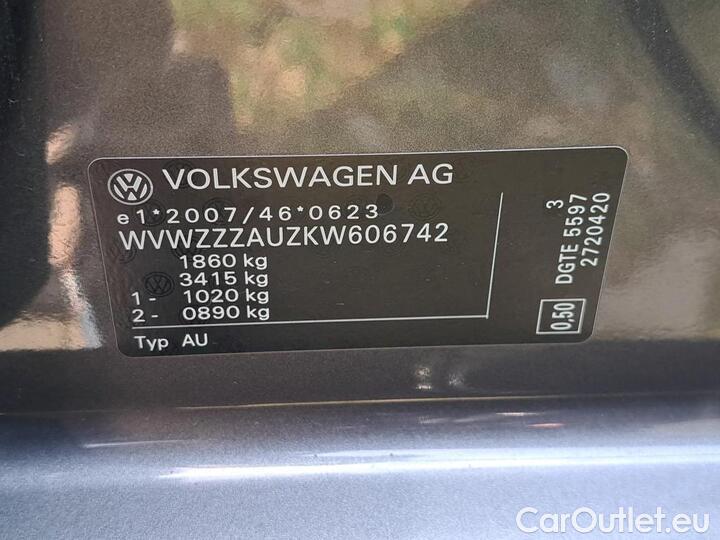 VOLKSWAGEN AG
e1*2007/46*0623
WVWZZZAUZKW606742
1860 kg
3415 kg
1 - 1020 kg
2 - 0890 kg
Typ AU
3
DGTE 5597
2720420
0,50
CarOutlet.eu